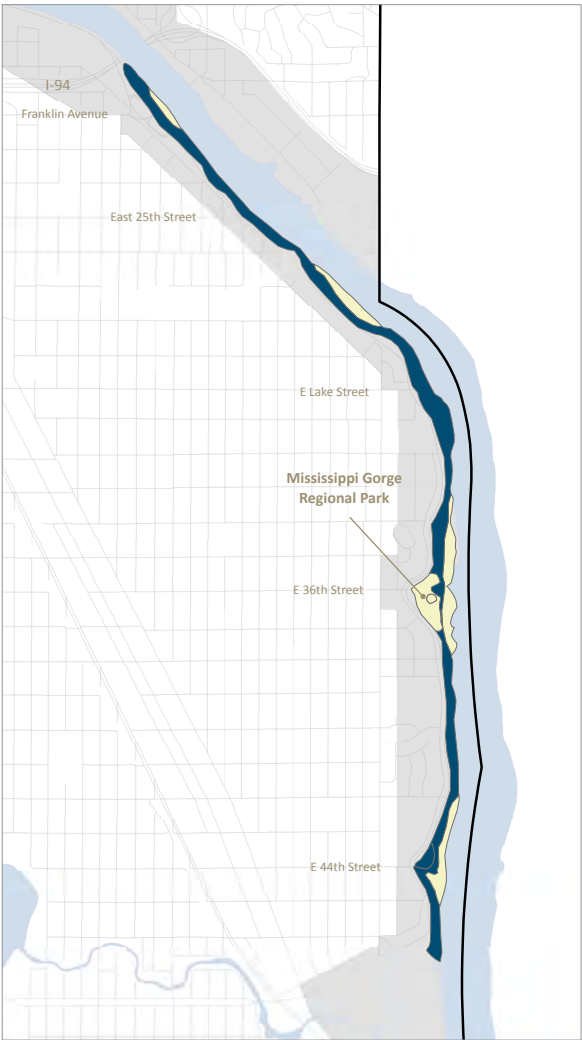 I-94
Franklin Avenue
East 25th Street
E Lake Street
Mississippi Gorge
Regional Park
E 36th Street
E 44th Street